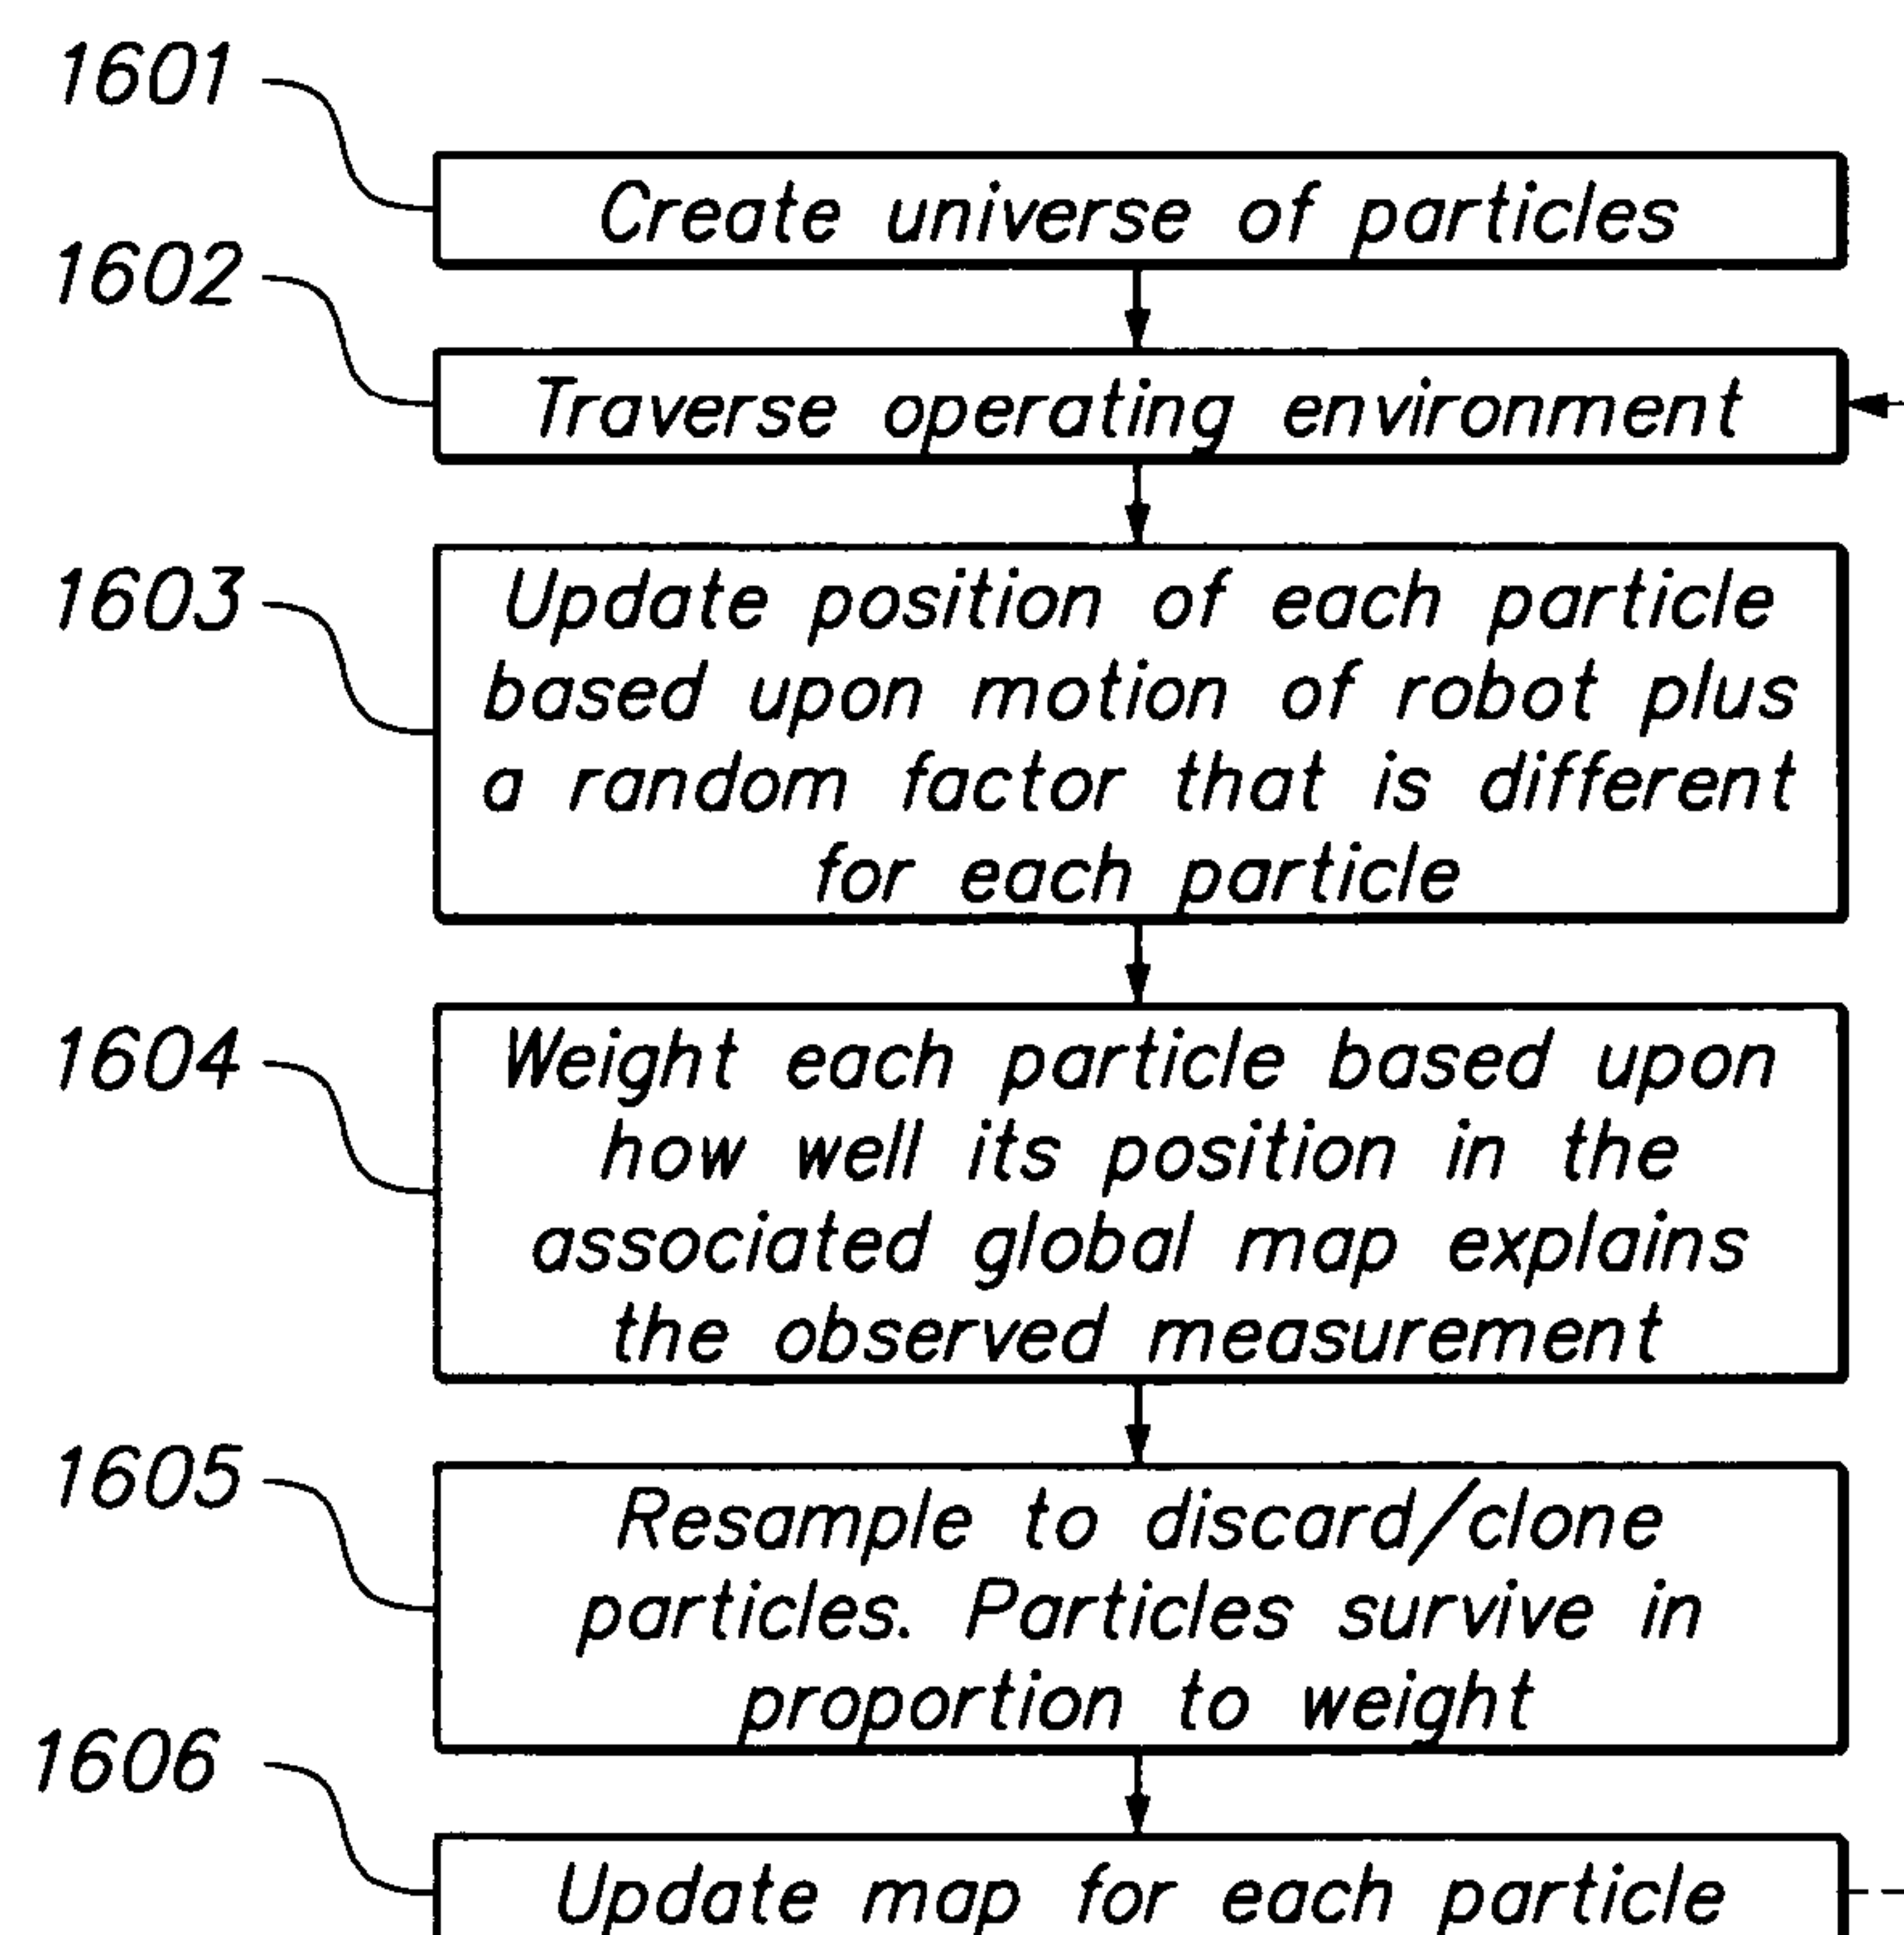 1601
Create universe of particles
1602
Traverse operating environment
1603
Update position of each particle
based upon motion of robot plus
a random factor that is different
for each particle
1604
Weight each particle based upon
how well its position in the
associated global map explains
the observed measurement
1605
Resample to discard/clone
particles. Particles survive in
proportion to weight
1606
Update map for each particle